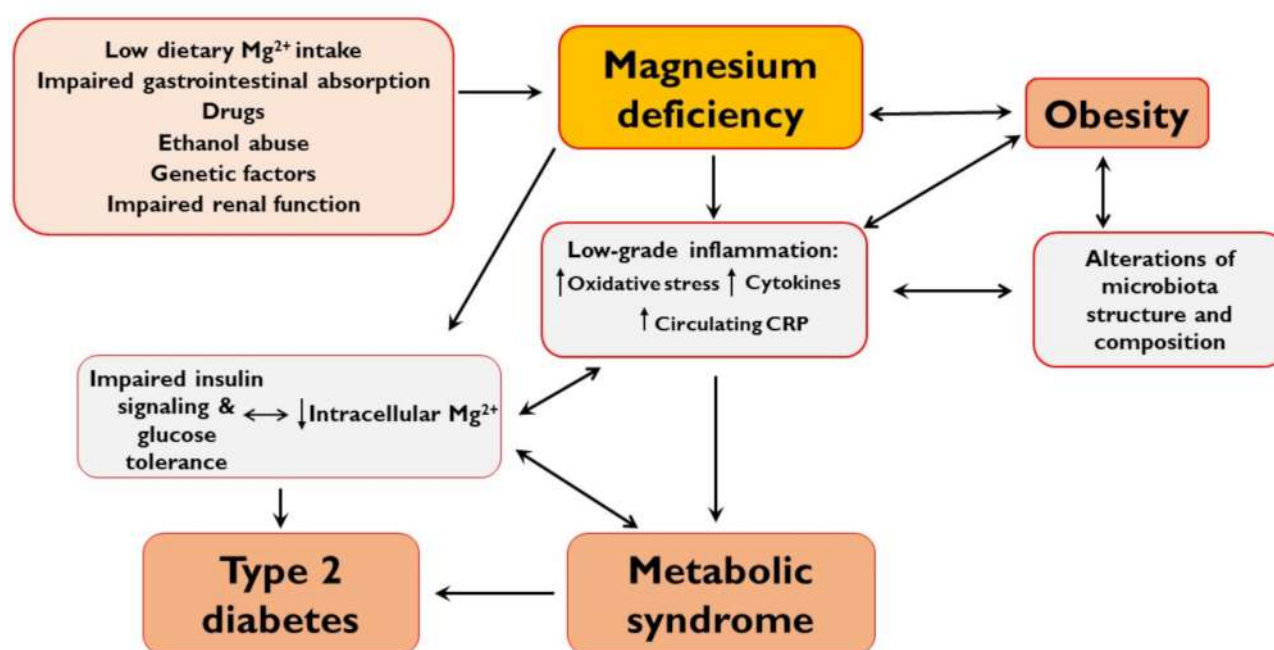 Low dietary Mg²⁺ intake
Impaired gastrointestinal absorption
Drugs
Ethanol abuse
Genetic factors
Impaired renal function
Magnesium
deficiency
Obesity
Low-grade inflammation:
↑Oxidative stress ↑ Cytokines
↑ Circulating CRP
Alterations of
microbiota
structure and
composition
Impaired insulin
signaling & ↔ ↓Intracellular Mg²⁺
glucose
tolerance
Type 2
diabetes
Metabolic
syndrome